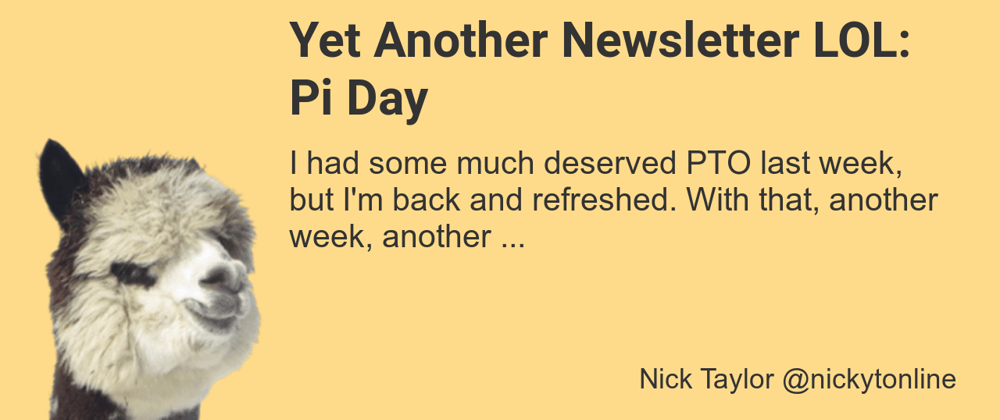 Yet Another Newsletter LOL:
Pi Day
I had some much deserved PTO last week,
but I'm back and refreshed. With that, another
week, another ...
Nick Taylor @nickytonline